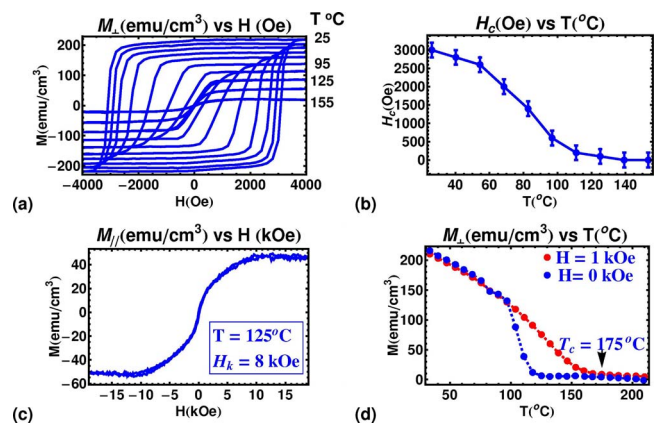 M⊥(emu/cm³) vs H (Oe)
T °C
200
100
0
−100
−200
M(emu/cm³)
25
95
125
155
−4000 −2000 0 2000 4000
H(Oe)
(a)
Hc(Oe) vs T(°C)
3000
2500
2000
1500
1000
500
0
Hc(Oe)
40 60 80 100 120 140
T(°C)
(b)
M//(emu/cm³) vs H (kOe)
40
20
0
−20
−40
−60
M(emu/cm³)
T = 125°C
Hk = 8 kOe
−15 −10 −5 0 5 10 15
H(kOe)
(c)
M⊥(emu/cm³) vs T(°C)
200
150
100
50
0
M(emu/cm³)
H = 1 kOe
H= 0 kOe
Tc = 175°C
50 100 150 200
T(°C)
(d)